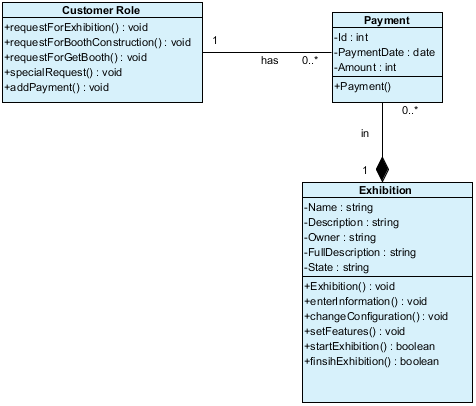 Customer Role
+requestForExhibition() : void
+requestForBoothConstruction() : void
+requestForGetBooth() : void
+specialRequest() : void
+addPayment() : void
1
has
0..*
Payment
-Id : int
-PaymentDate : date
-Amount : int
+Payment()
0..*
in
1
Exhibition
-Name : string
-Description : string
-Owner : string
-FullDescription : string
-State : string
+Exhibition() : void
+enterInformation() : void
+changeConfiguration() : void
+setFeatures() : void
+startExhibition() : boolean
+finsihExhibition() : boolean